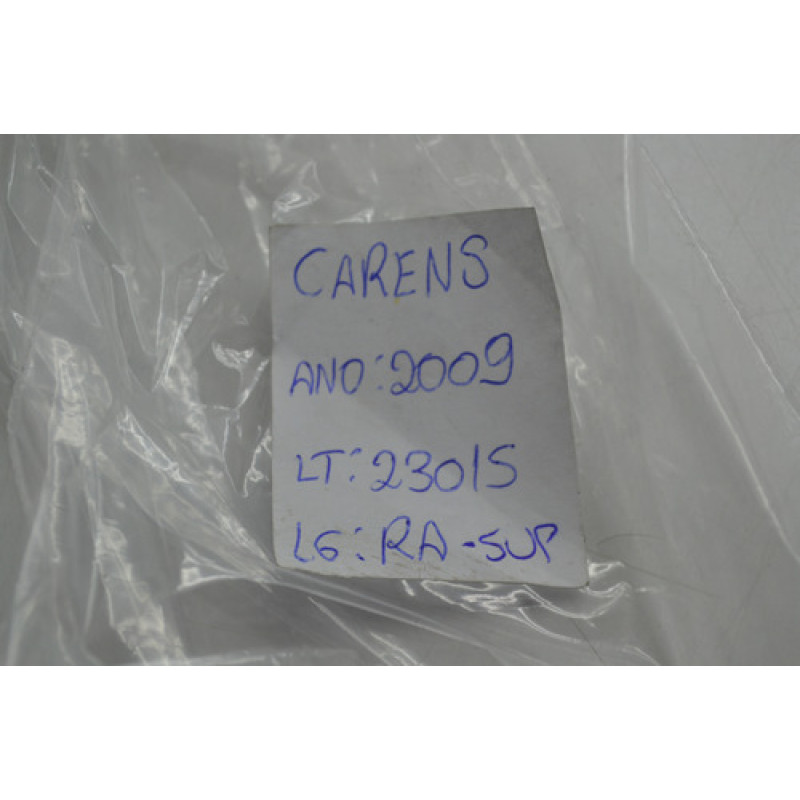 CARENS
ANO: 2009
LT: 23015
LG: RA-SUP